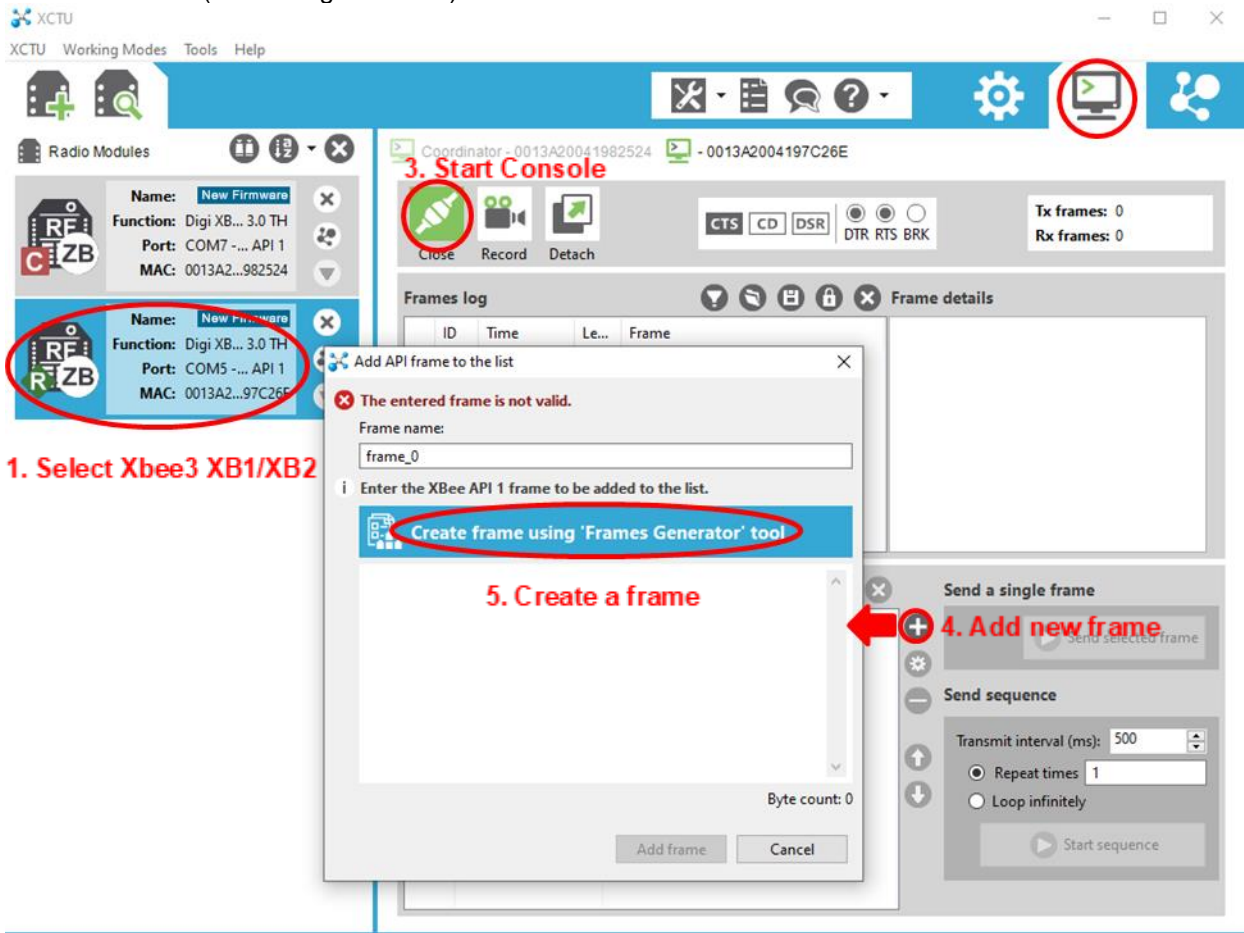 XCTU
XCTU Working Modes Tools Help
Radio Modules
Coordinator - 0013A20041982524 - 0013A2004197C26E
3. Start Console
Name: New Firmware
Function: Digi XB... 3.0 TH
Port: COM7 -... API 1
MAC: 0013A2...982524
RF
C ZB
Name: New Firmware
Function: Digi XB... 3.0 TH
Port: COM5 -... API 1
MAC: 0013A2...97C26E
RF
R ZB
1. Select Xbee3 XB1/XB2
Close Record Detach
CTS CD DSR DTR RTS BRK
Tx frames: 0
Rx frames: 0
Frames log
Frame details
ID Time Le... Frame
Add API frame to the list
The entered frame is not valid.
Frame name:
frame_0
i Enter the XBee API 1 frame to be added to the list.
Create frame using 'Frames Generator' tool
5. Create a frame
Byte count: 0
Add frame Cancel
4. Add new frame
Send a single frame
Send selected frame
Send sequence
Transmit interval (ms): 500
Repeat times 1
Loop infinitely
Start sequence